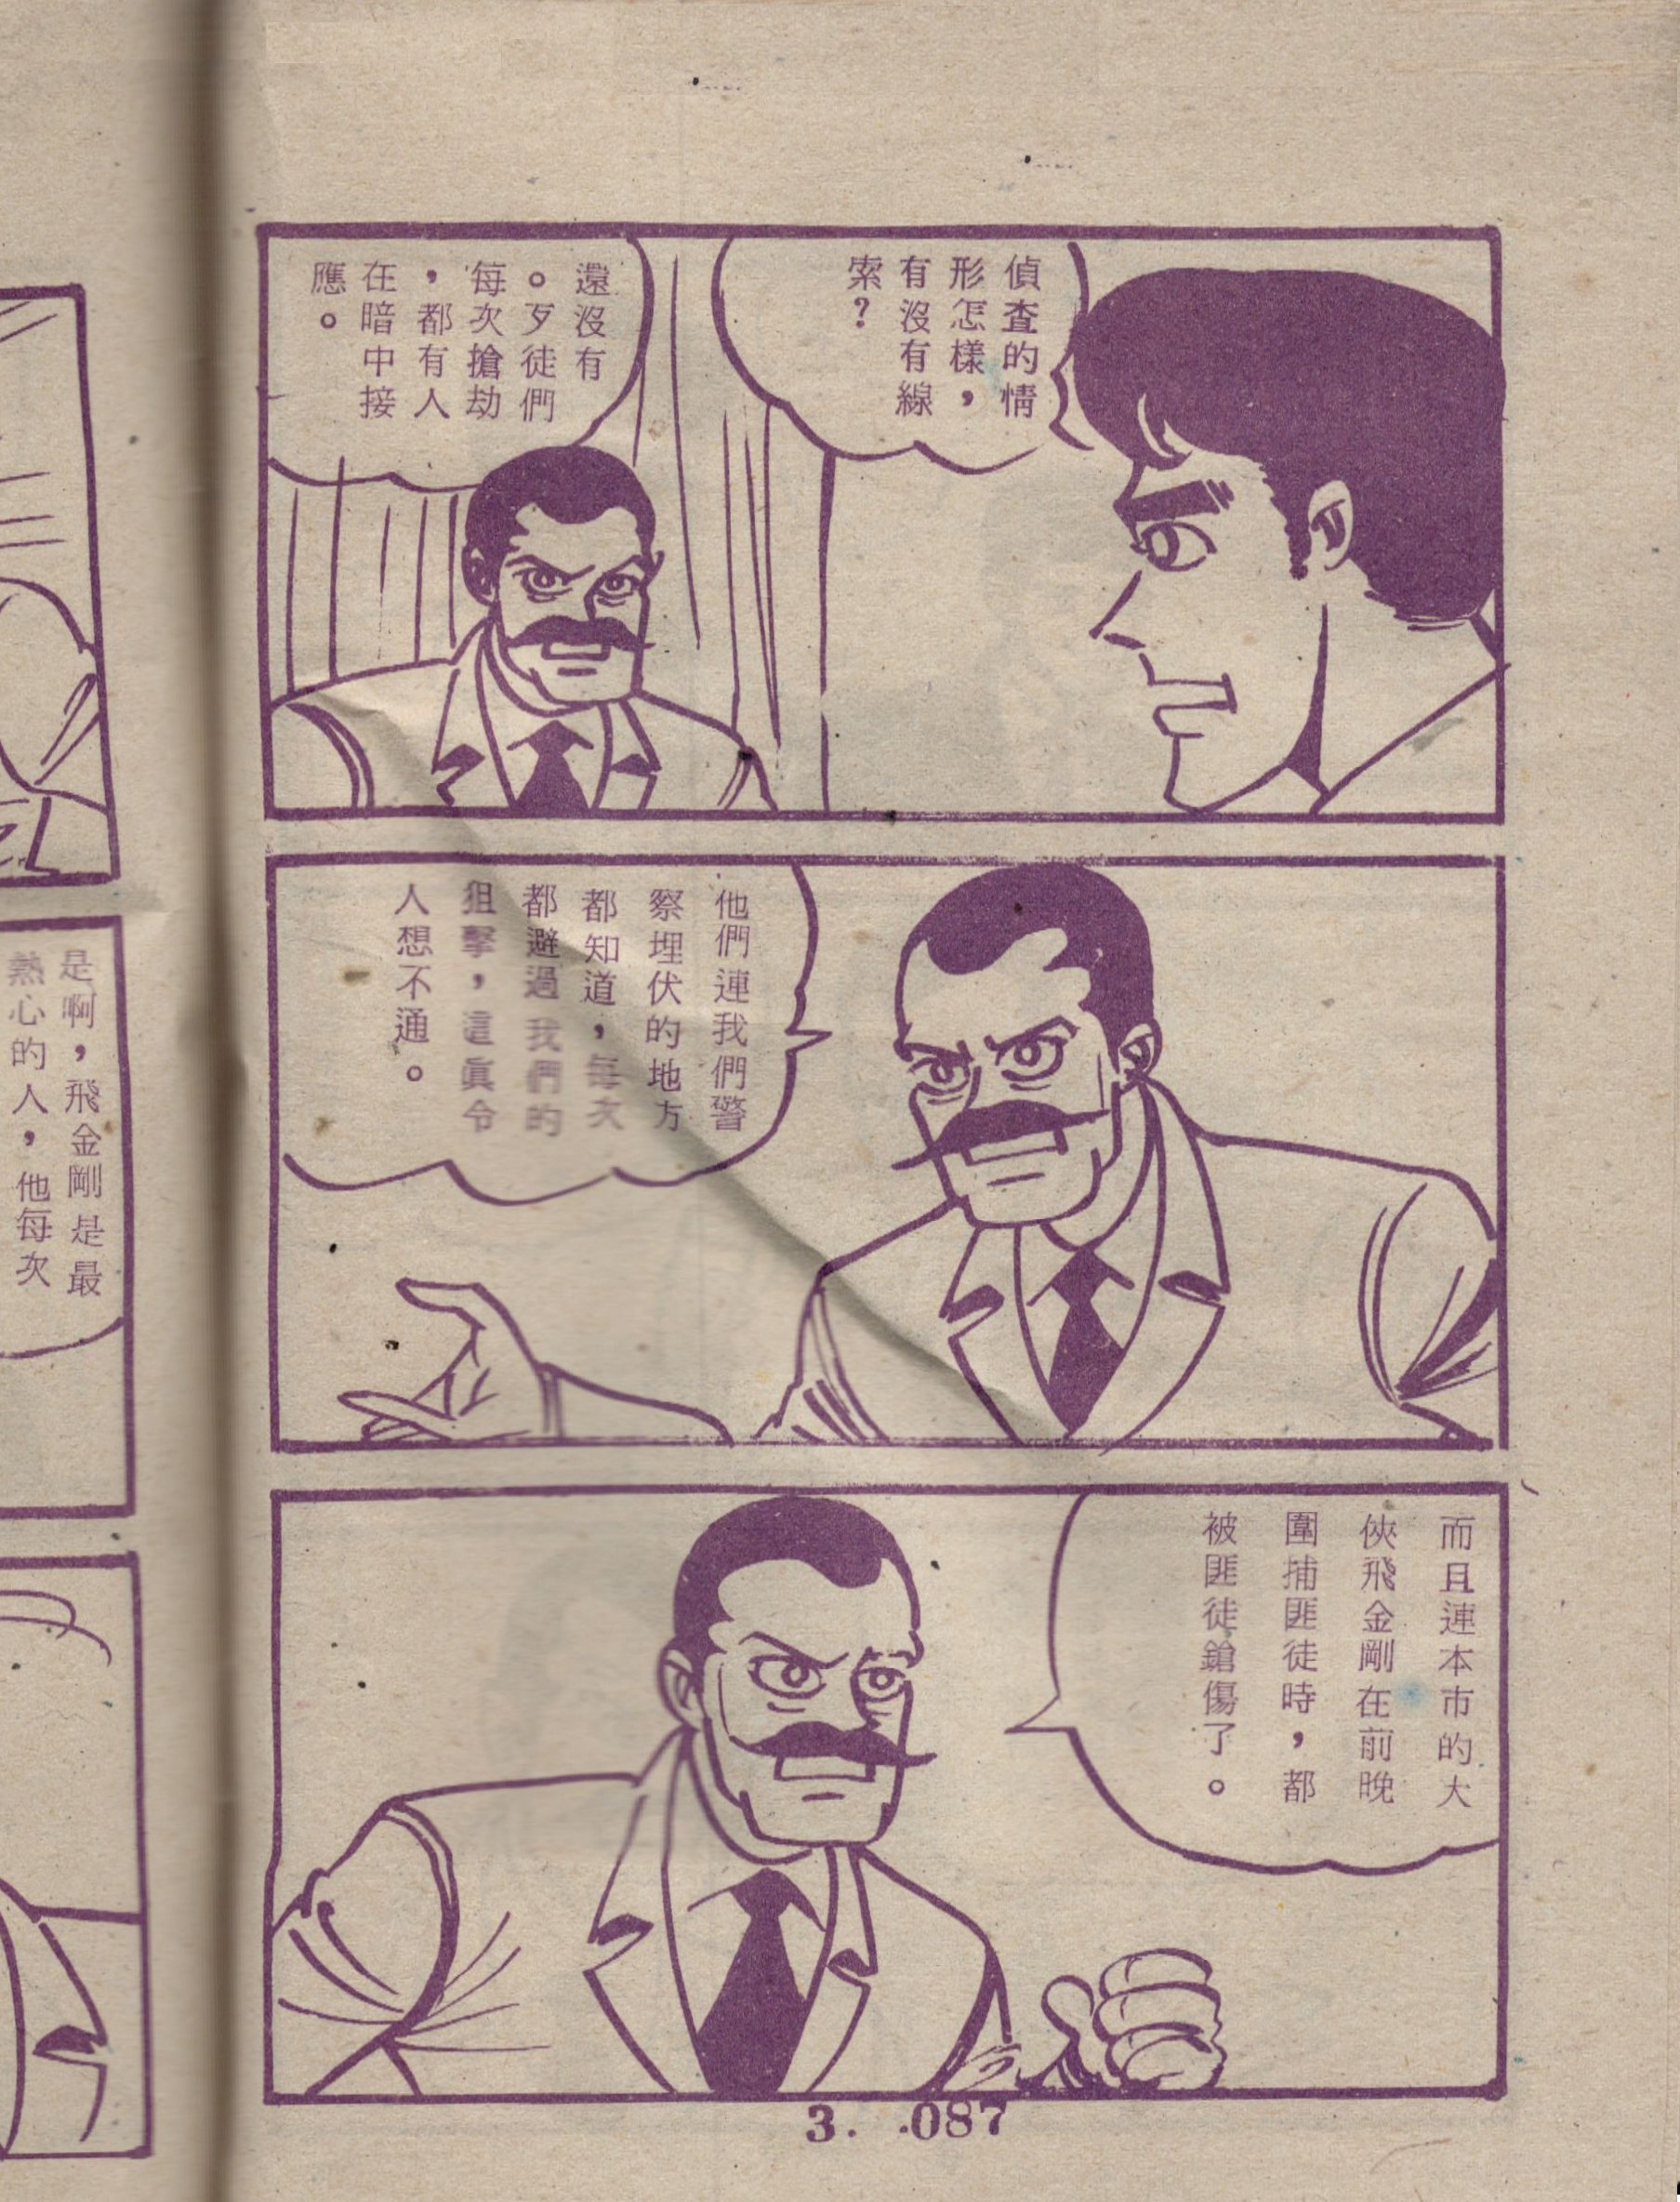 偵查的情
形怎樣，
有沒有線
索？
還沒有
。歹徒們
每次搶劫
，都有人
在暗中接
應。
他們連我們警
察埋伏的地方
都知道，每次
都避過我們的
狙擊，這眞令
人想不通。
而且連本市的大
俠飛金剛在前晚
圍捕匪徒時，都
被匪徒鎗傷了。
3. .087
是啊，飛金剛是最
熱心的人，他每次